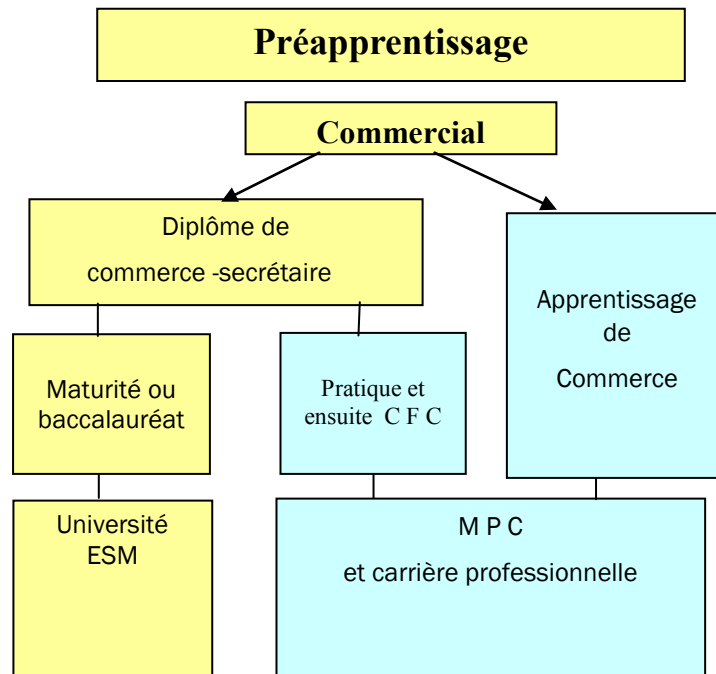 Préapprentissage
Commercial
Diplôme de
commerce -secrétaire
Apprentissage
de
Commerce
Maturité ou
baccalauréat
Pratique et
ensuite C F C
Université
ESM
M P C
et carrière professionnelle